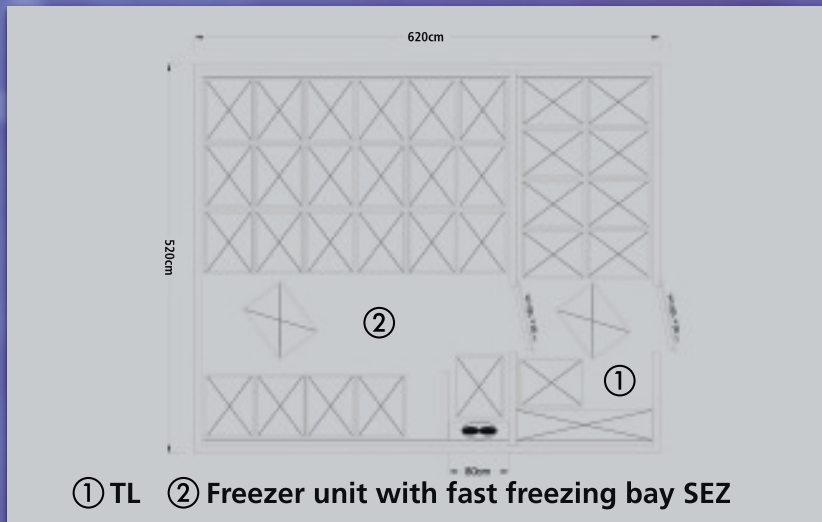 620cm
520cm
②
①
80cm
① TL ② Freezer unit with fast freezing bay SEZ